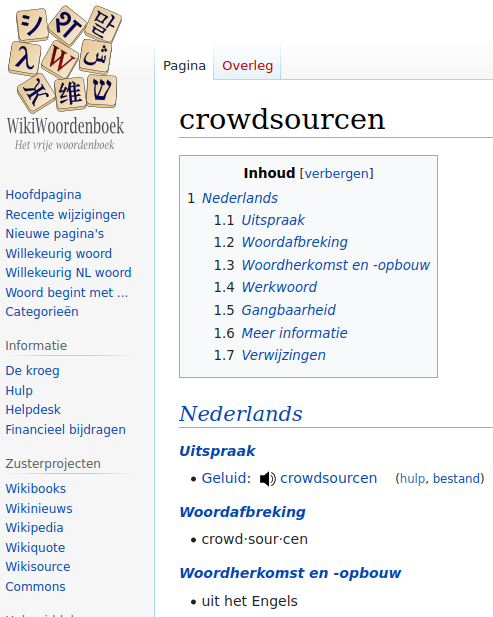 WikiWoordenboek
Het vrije woordenboek
Hoofdpagina
Recente wijzigingen
Nieuwe pagina's
Willekeurig woord
Willekeurig NL woord
Woord begint met ...
Categorieën
Informatie
De kroeg
Hulp
Helpdesk
Financieel bijdragen
Zusterprojecten
Wikibooks
Wikinieuws
Wikipedia
Wikiquote
Wikisource
Commons
Pagina
Overleg
crowdsourcen
Inhoud [verbergen]
1 Nederlands
1.1 Uitspraak
1.2 Woordafbreking
1.3 Woordherkomst en -opbouw
1.4 Werkwoord
1.5 Gangbaarheid
1.6 Meer informatie
1.7 Verwijzingen
Nederlands
Uitspraak
• Geluid: crowdsourcen (hulp, bestand)
Woordafbreking
• crowd·sour·cen
Woordherkomst en -opbouw
• uit het Engels